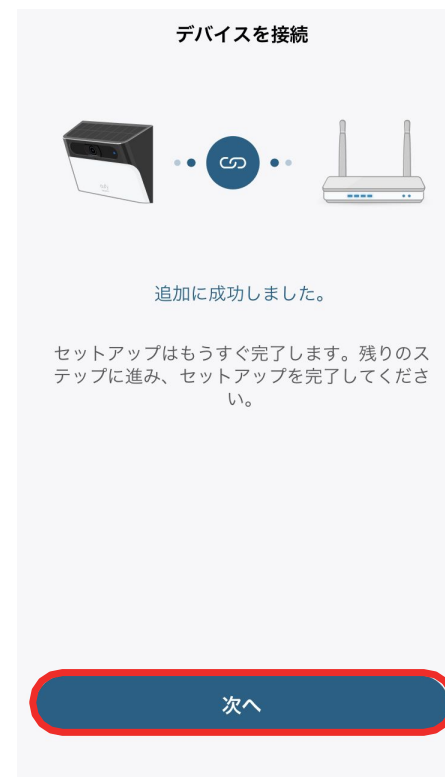 デバイスを接続
追加に成功しました。
セットアップはもうすぐ完了します。残りのス
テップに進み、セットアップを完了してくださ
い。
次へ